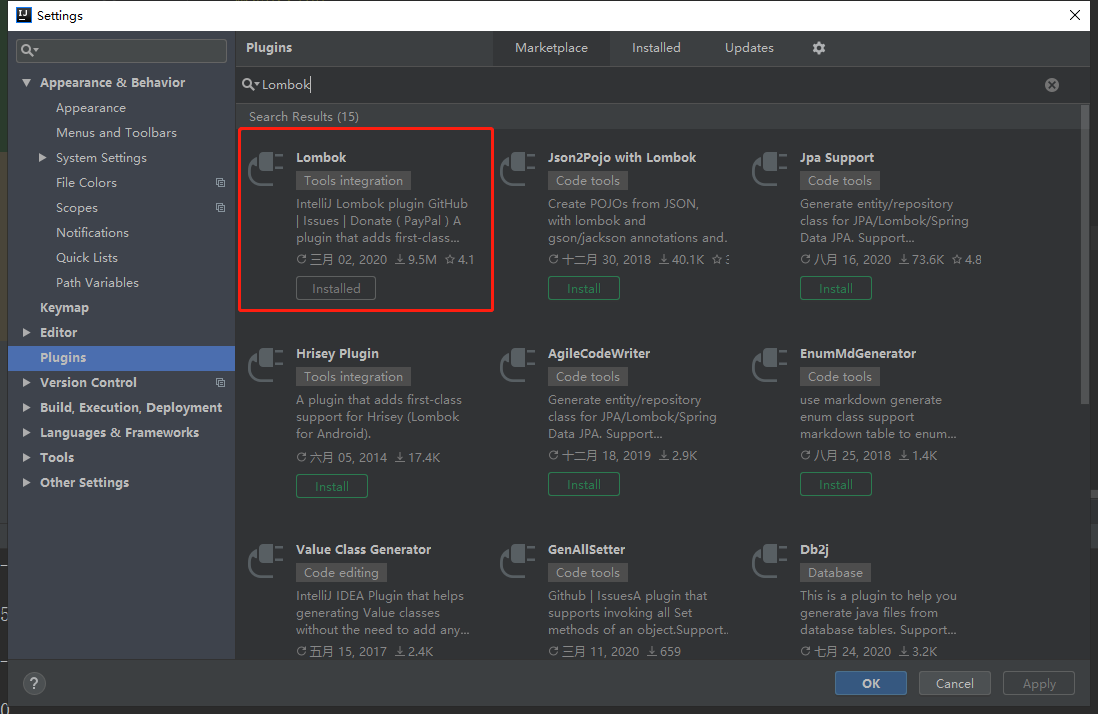 Settings
Plugins
Marketplace
Installed
Updates
Appearance & Behavior
Appearance
Menus and Toolbars
System Settings
File Colors
Scopes
Notifications
Quick Lists
Path Variables
Keymap
Editor
Plugins
Version Control
Build, Execution, Deployment
Languages & Frameworks
Tools
Other Settings
Lombok
Search Results (15)
Lombok
Tools integration
IntelliJ Lombok plugin GitHub
| Issues | Donate ( PayPal ) A
plugin that adds first-class...
三月 02, 2020 9.5M 4.1
Installed
Json2Pojo with Lombok
Code tools
Create POJOs from JSON,
with lombok and
gson/jackson annotations and.
十二月 30, 2018 40.1K
Install
Jpa Support
Code tools
Generate entity/repository
class for JPA/Lombok/Spring
Data JPA. Support...
八月 16, 2020 73.6K 4.8
Install
Hrisey Plugin
Tools integration
A plugin that adds first-class
support for Hrisey (Lombok
for Android).
六月 05, 2014 17.4K
Install
AgileCodeWriter
Code tools
Generate entity/repository
class for JPA/Lombok/Spring
Data JPA. Support...
十二月 18, 2019 2.9K
Install
EnumMdGenerator
Code tools
use markdown generate
enum class support
markdown table to enum...
八月 25, 2018 1.4K
Install
Value Class Generator
Code editing
IntelliJ IDEA Plugin that helps
generating Value classes
without the need to add any...
五月 15, 2017 2.4K
GenAllSetter
Code tools
Github | IssuesA plugin that
supports invoking all Set
methods of an object.Support..
三月 11, 2020 659
Db2j
Database
This is a plugin to help you
generate java files from
database tables. Support...
七月 24, 2020 3.2K
?
OK
Cancel
Apply